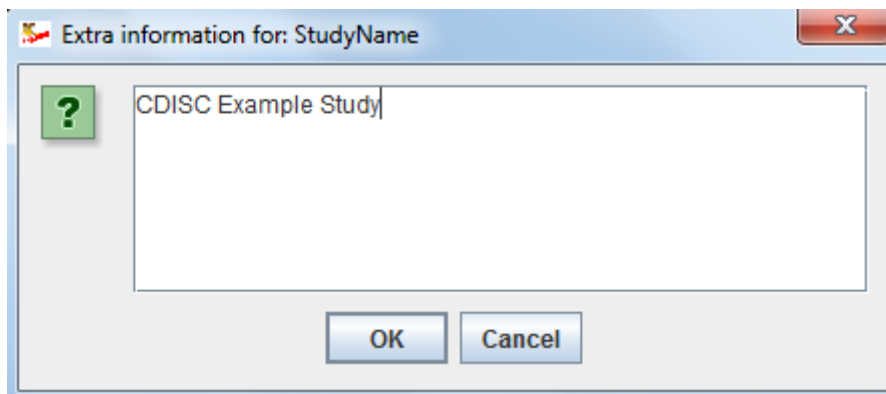 Extra information for: StudyName
CDISC Example Study
OK
Cancel